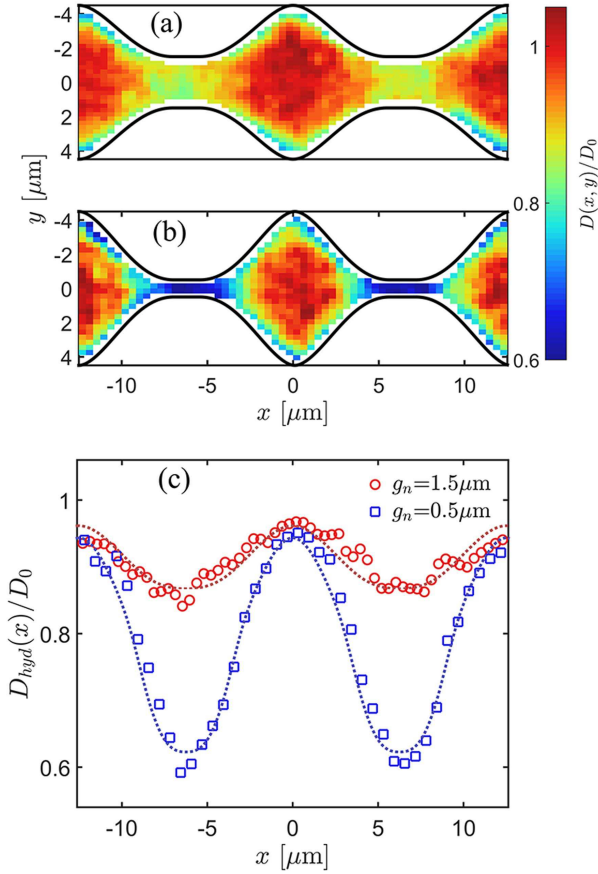 (a)
-4
-2
0
2
4
y [μm]
1
0.8
0.6
D(x, y)/D₀
(b)
-4
-2
0
2
4
-10 -5 0 5 10
x [μm]
(c)
gₙ=1.5μm
gₙ=0.5μm
1
0.8
0.6
D_hyd(x)/D₀
-10 -5 0 5 10
x [μm]